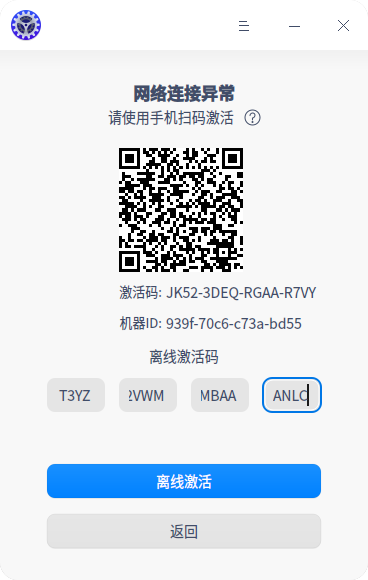 网络连接异常
请使用手机扫码激活 ?
激活码: JK52-3DEQ-RGAA-R7VY
机器ID: 939f-70c6-c73a-bd55
离线激活码
T3YZ 2VWM MBAA ANLC
离线激活
返回